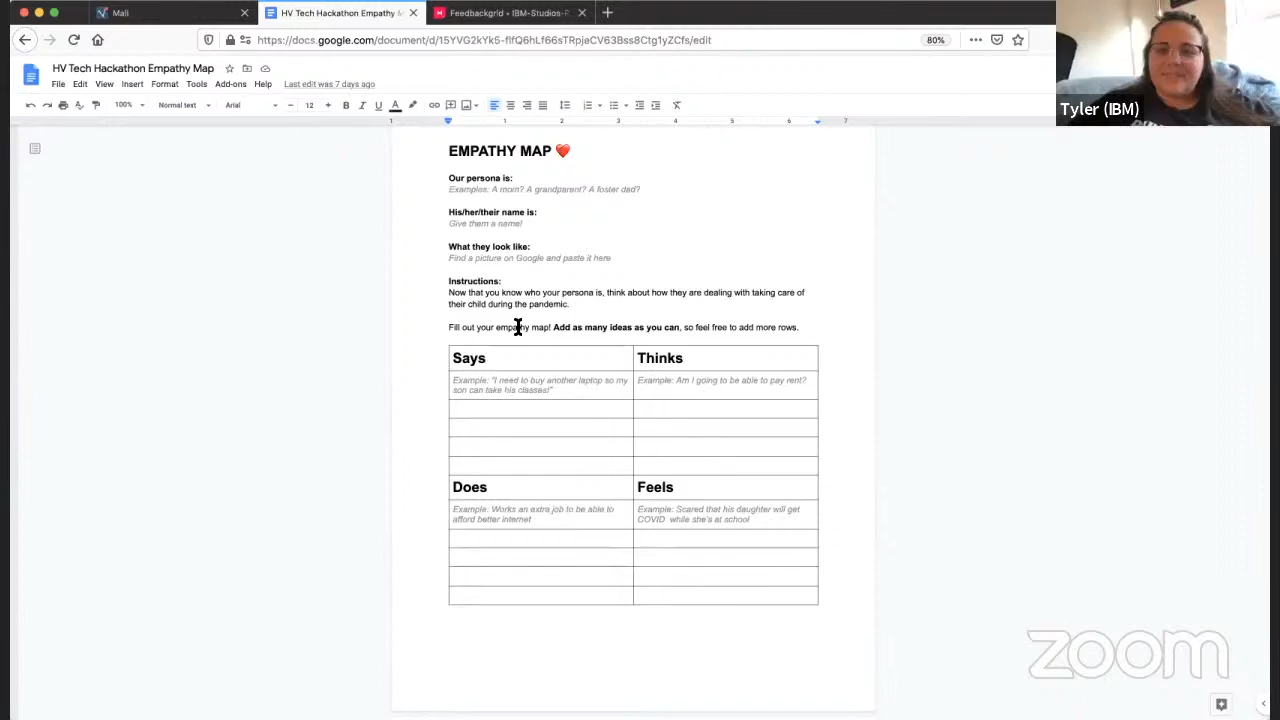 Mail
HV Tech Hackathon Empathy M
Feedbackgrid - IBM-Studios-
https://docs.google.com/document/d/15YVG2kYk5-flfQ6hLf66sTRpjeCV63Bss8Ctg1yZCfs/edit
80%
HV Tech Hackathon Empathy Map
File Edit View Insert Format Tools Add-ons Help Last edit was 7 days ago
100% Normal text Arial 12 B I U A
1 1 2 3 4 5 6 7
Tyler (IBM)
EMPATHY MAP ❤️
Our persona is:
Examples: A mom? A grandparent? A foster dad?
His/her/their name is:
Give them a name!
What they look like:
Find a picture on Google and paste it here
Instructions:
Now that you know who your persona is, think about how they are dealing with taking care of
their child during the pandemic.
Fill out your empathy map! Add as many ideas as you can, so feel free to add more rows.
Says Thinks
Example: "I need to buy another laptop so my
son can take his classes!"
Example: Am I going to be able to pay rent?
Does Feels
Example: Works an extra job to be able to
afford better internet
Example: Scared that his daughter will get
COVID while she's at school
zoom